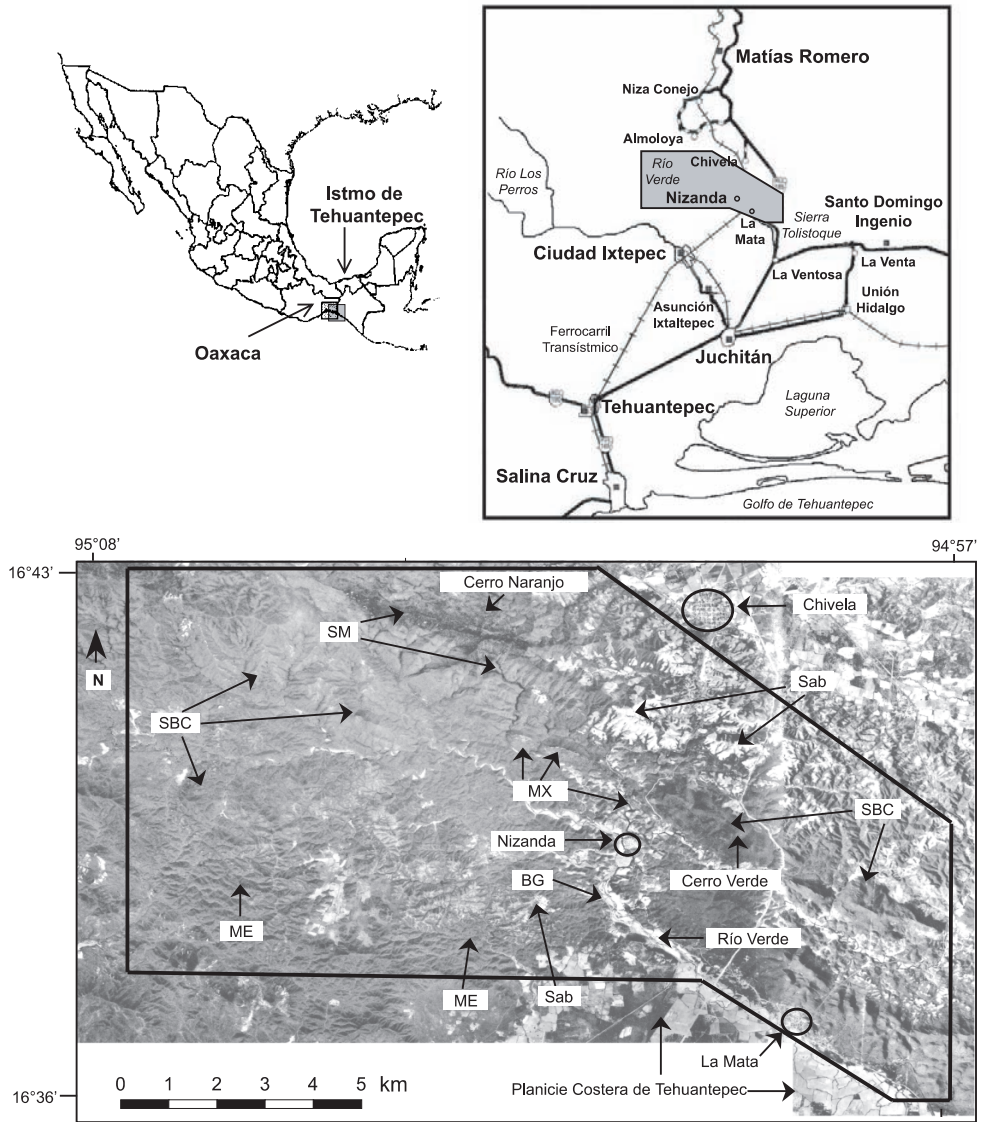 Istmo de
Tehuantepec
Oaxaca
Matías Romero
Niza Conejo
Almoloya
Chivela
Río
Verde
Río Los
Perros
Nizanda
Santo Domingo
Ingenio
La
Mata
Sierra
Tolistoque
Ciudad Ixtepec
La Venta
La Ventosa
Unión
Hidalgo
Asunción
Ixtaltepec
Ferrocarril
Transístmico
Juchitán
Laguna
Superior
Tehuantepec
Salina Cruz
Golfo de Tehuantepec
95°08'
94°57'
16°43'
Cerro Naranjo
Chivela
SM
N
Sab
SBC
MX
SBC
Nizanda
BG
Cerro Verde
ME
Río Verde
ME
Sab
La Mata
0 1 2 3 4 5 km
Planicie Costera de Tehuantepec
16°36'